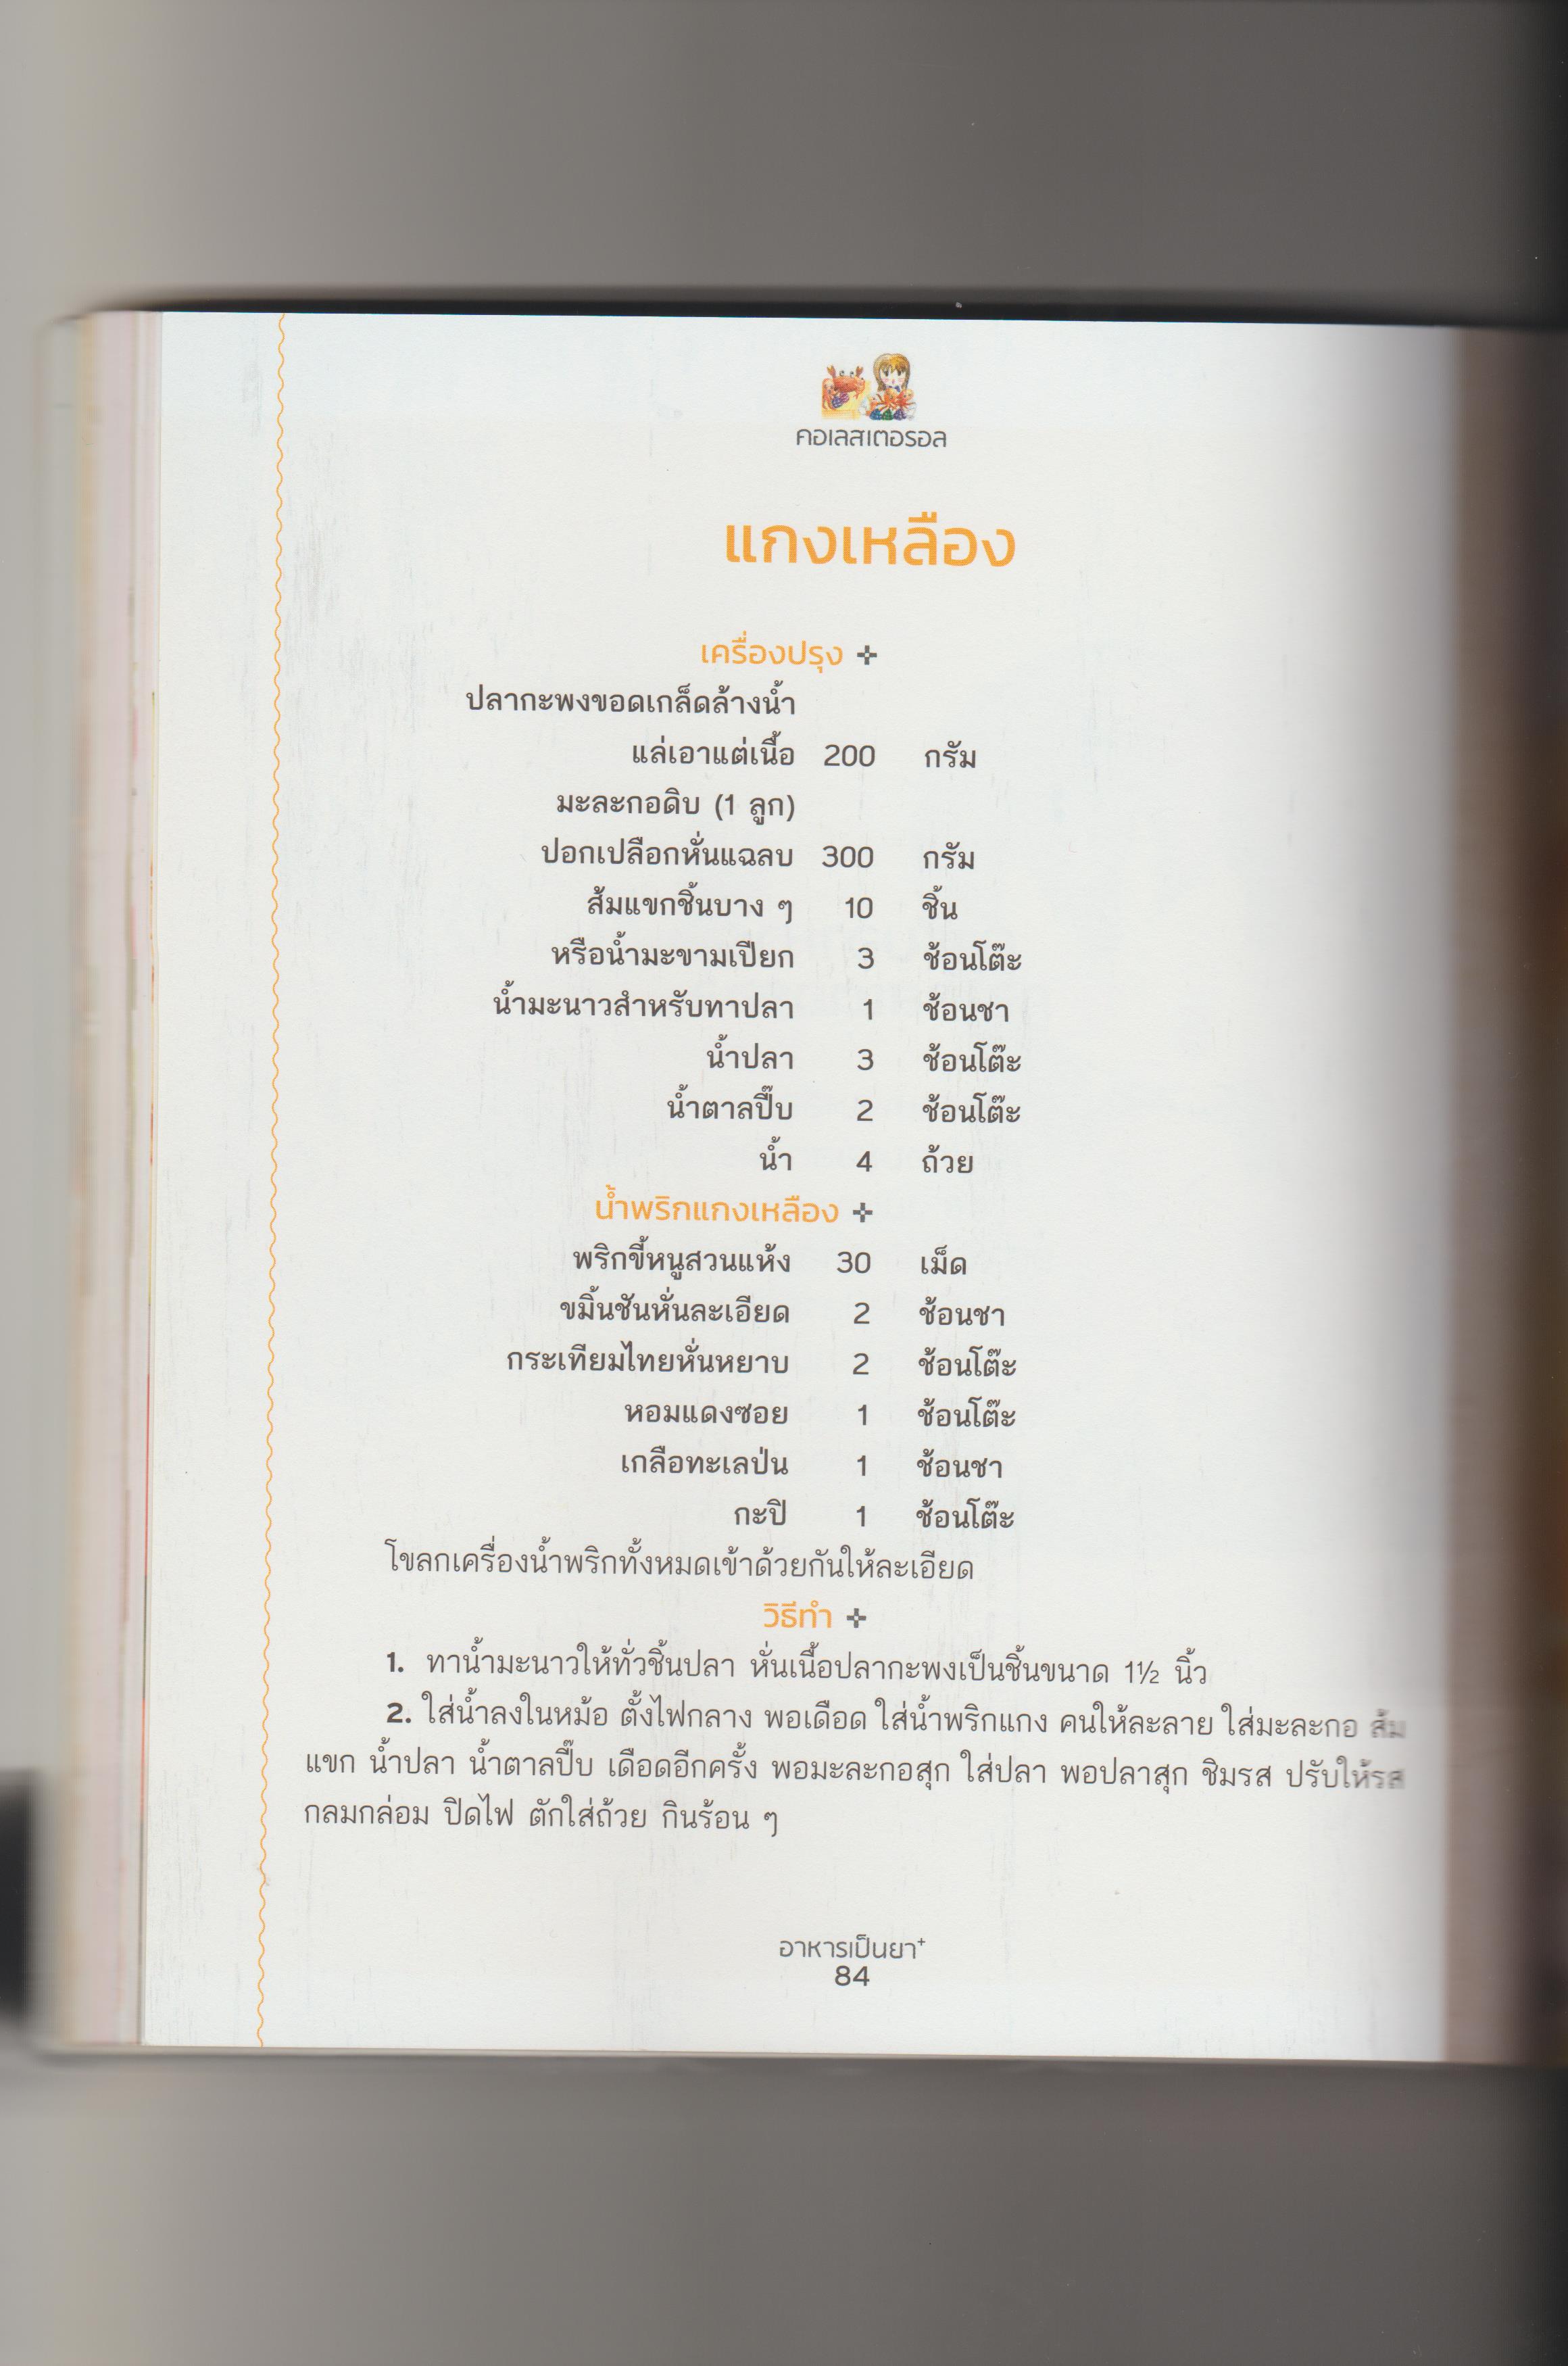 คอเลสเตอรอล
แกงเหลือง
เครื่องปรุง
ปลากะพงขอดเกล็ดล้างน้ำ
แล่เอาแต่เนื้อ 200 กรัม
มะละกอดิบ (1 ลูก)
ปอกเปลือกหั่นแฉลบ 300 กรัม
ส้มแขกชิ้นบาง ๆ 10 ชิ้น
หรือน้ำมะขามเปียก 3 ช้อนโต๊ะ
น้ำมะนาวสำหรับทาปลา 1 ช้อนชา
น้ำปลา 3 ช้อนโต๊ะ
น้ำตาลปี๊บ 2 ช้อนโต๊ะ
น้ำ 4 ถ้วย
น้ำพริกแกงเหลือง
พริกขี้หนูสวนแห้ง 30 เม็ด
ขมิ้นชันหั่นละเอียด 2 ช้อนชา
กระเทียมไทยหั่นหยาบ 2 ช้อนโต๊ะ
หอมแดงซอย 1 ช้อนโต๊ะ
เกลือทะเลป่น 1 ช้อนชา
กะปิ 1 ช้อนโต๊ะ
โขลกเครื่องน้ำพริกทั้งหมดเข้าด้วยกันให้ละเอียด
วิธีทำ
1. ทาน้ำมะนาวให้ทั่วชิ้นปลา หั่นเนื้อปลากะพงเป็นชิ้นขนาด 1½ นิ้ว
2. ใส่น้ำลงในหม้อ ตั้งไฟกลาง พอเดือด ใส่น้ำพริกแกง คนให้ละลาย ใส่มะละกอ ส้ม
แขก น้ำปลา น้ำตาลปี๊บ เดือดอีกครั้ง พอมะละกอสุก ใส่ปลา พอปลาสุก ชิมรส ปรับให้รส
กลมกล่อม ปิดไฟ ตักใส่ถ้วย กินร้อน ๆ
อาหารเป็นยา+
84